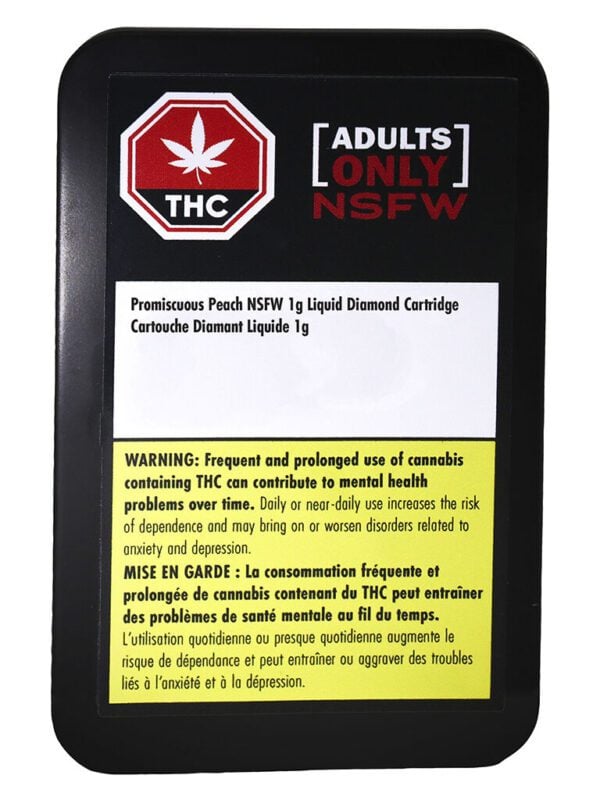 THC
[ADULTS
ONLY]
NSFW
Promiscuous Peach NSFW 1g Liquid Diamond Cartridge
Cartouche Diamant Liquide 1g
WARNING: Frequent and prolonged use of cannabis
containing THC can contribute to mental health
problems over time. Daily or near-daily use increases the risk
of dependence and may bring on or worsen disorders related to
anxiety and depression.
MISE EN GARDE : La consommation fréquente et
prolongée de cannabis contenant du THC peut entraîner
des problèmes de santé mentale au fil du temps.
L'utilisation quotidienne ou presque quotidienne augmente le
risque de dépendance et peut entraîner ou aggraver des troubles
liés à l'anxiété et à la dépression.